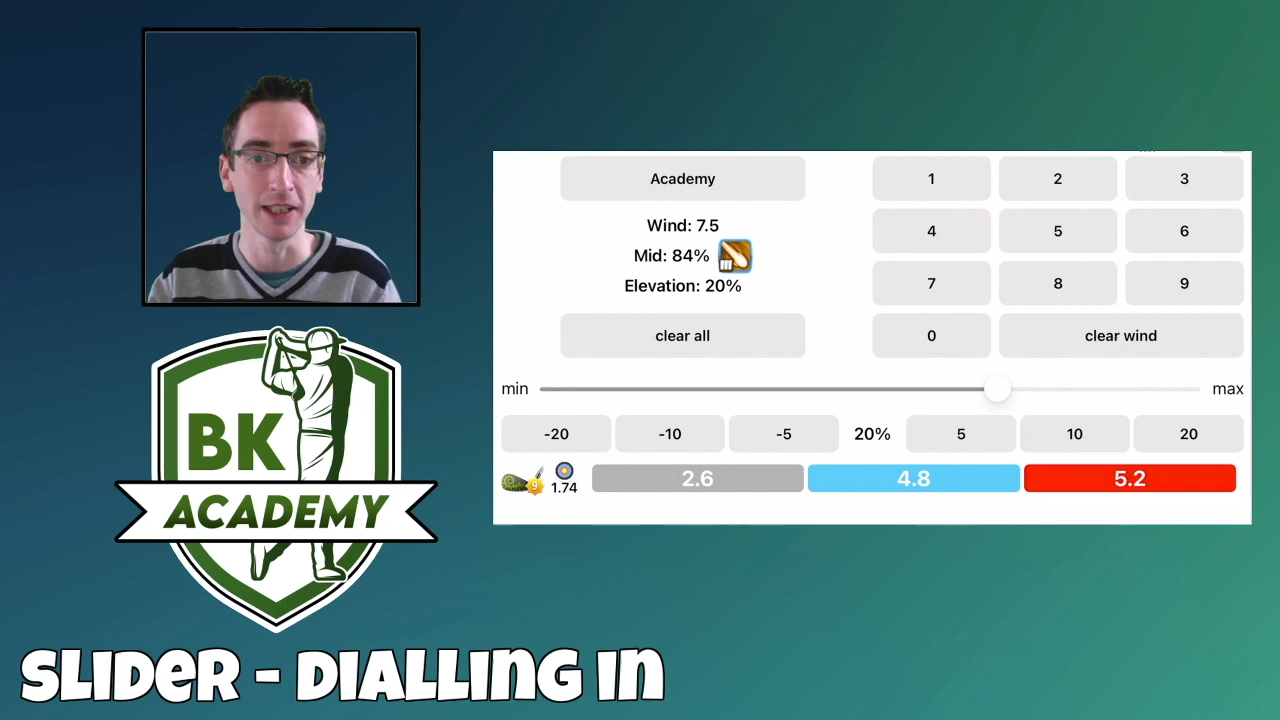 Academy
1
2
3
Wind: 7.5
Mid: 84%
Elevation: 20%
4
5
6
7
8
9
clear all
0
clear wind
min
max
-20
-10
-5
20%
5
10
20
9
1.74
2.6
4.8
5.2
BK
ACADEMY
SLIDER - DIALLING IN